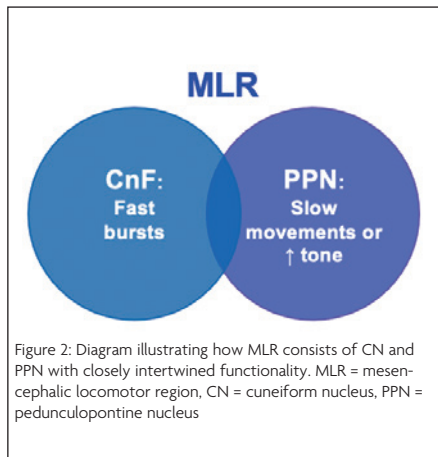 MLR
CnF:
Fast
bursts
PPN:
Slow
movements or
↑ tone
Figure 2: Diagram illustrating how MLR consists of CN and
PPN with closely intertwined functionality. MLR = mesen-
cephalic locomotor region, CN = cuneiform nucleus, PPN =
pedunculopontine nucleus